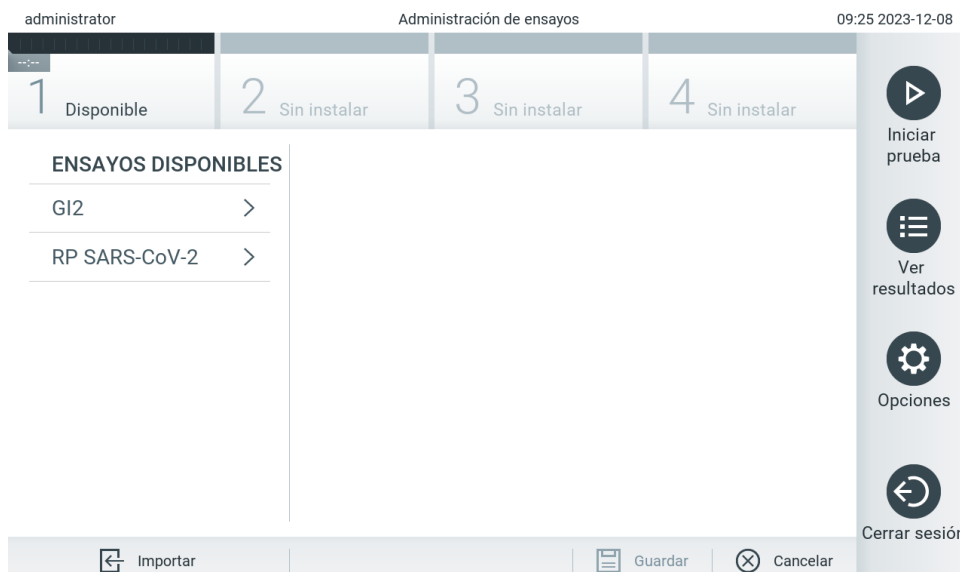 administrator Administración de ensayos 09:25 2023-12-08
--:--
1 Disponible 2 Sin instalar 3 Sin instalar 4 Sin instalar
ENSAYOS DISPONIBLES
GI2
RP SARS-CoV-2
Iniciar
prueba
Ver
resultados
Opciones
Cerrar sesión
Importar Guardar Cancelar